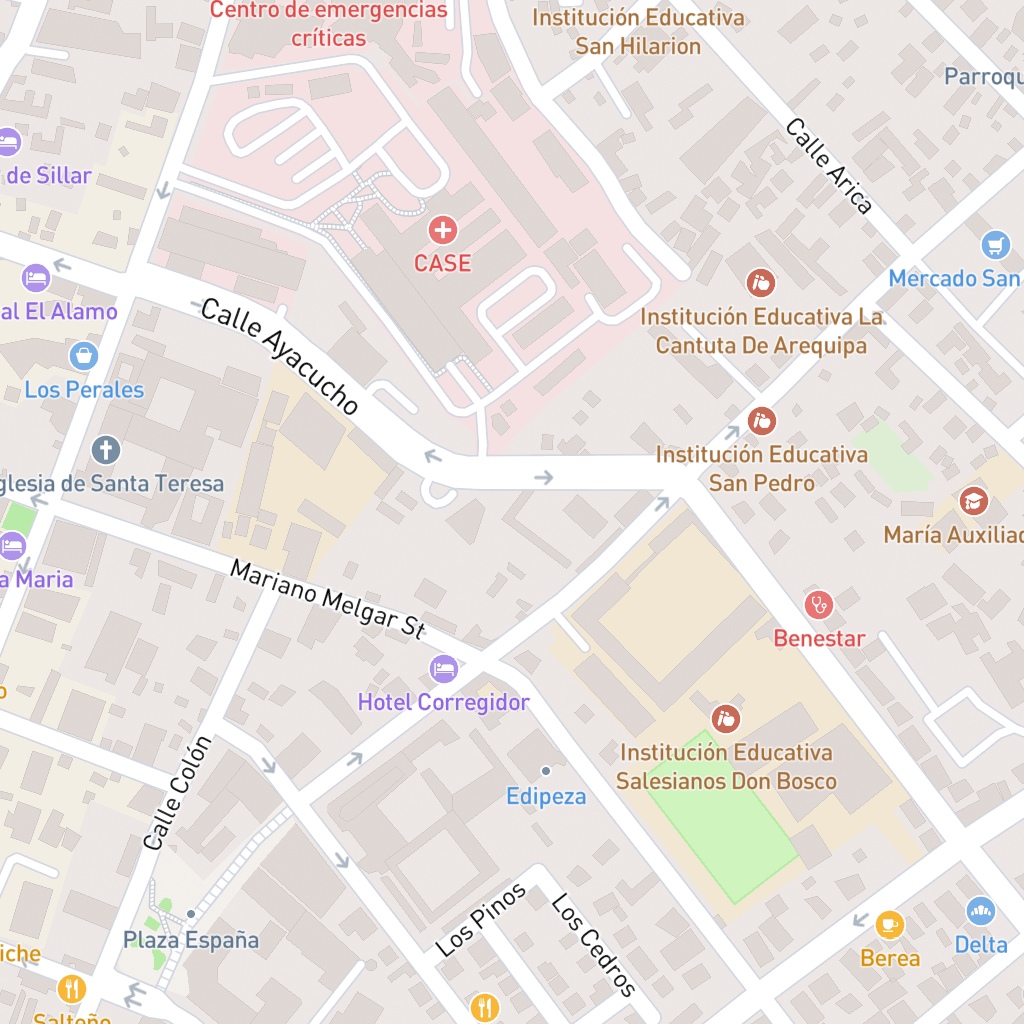 Centro de emergencias
críticas
Institución Educativa
San Hilarion
Parroqu
Calle Arica
de Sillar
CASE
Mercado San
al El Alamo
Calle Ayacucho
Institución Educativa La
Cantuta De Arequipa
Los Perales
Institución Educativa
San Pedro
glesia de Santa Teresa
María Auxiliad
a Maria
Mariano Melgar St
Benestar
Hotel Corregidor
o
Institución Educativa
Salesianos Don Bosco
Calle Colón
Edipeza
Los Pinos
Los Cedros
Plaza España
iche
Berea
Delta
Salteño